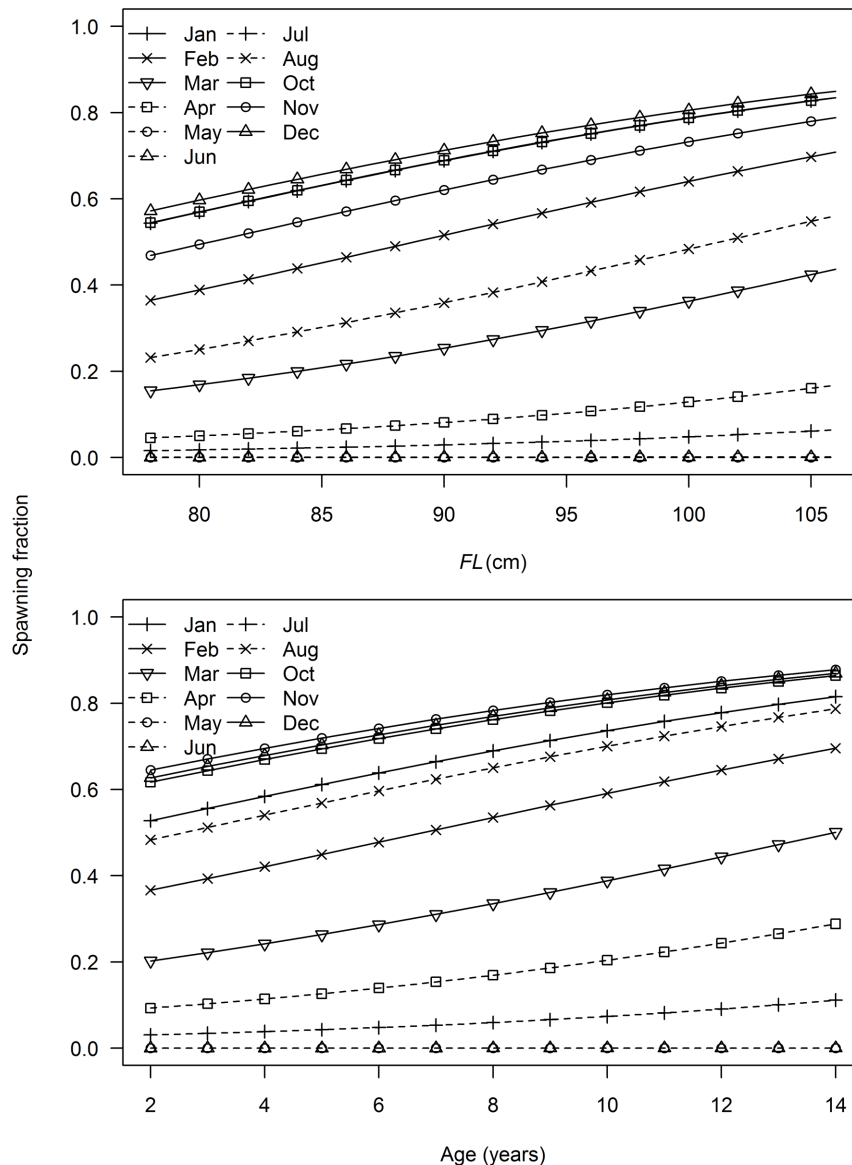 Spawning fraction
1.0
0.8
0.6
0.4
0.2
0.0
Jan Jul
Feb Aug
Mar Oct
Apr Nov
May Dec
Jun
80 85 90 95 100 105
FL (cm)
1.0
0.8
0.6
0.4
0.2
0.0
Jan Jul
Feb Aug
Mar Oct
Apr Nov
May Dec
Jun
2 4 6 8 10 12 14
Age (years)